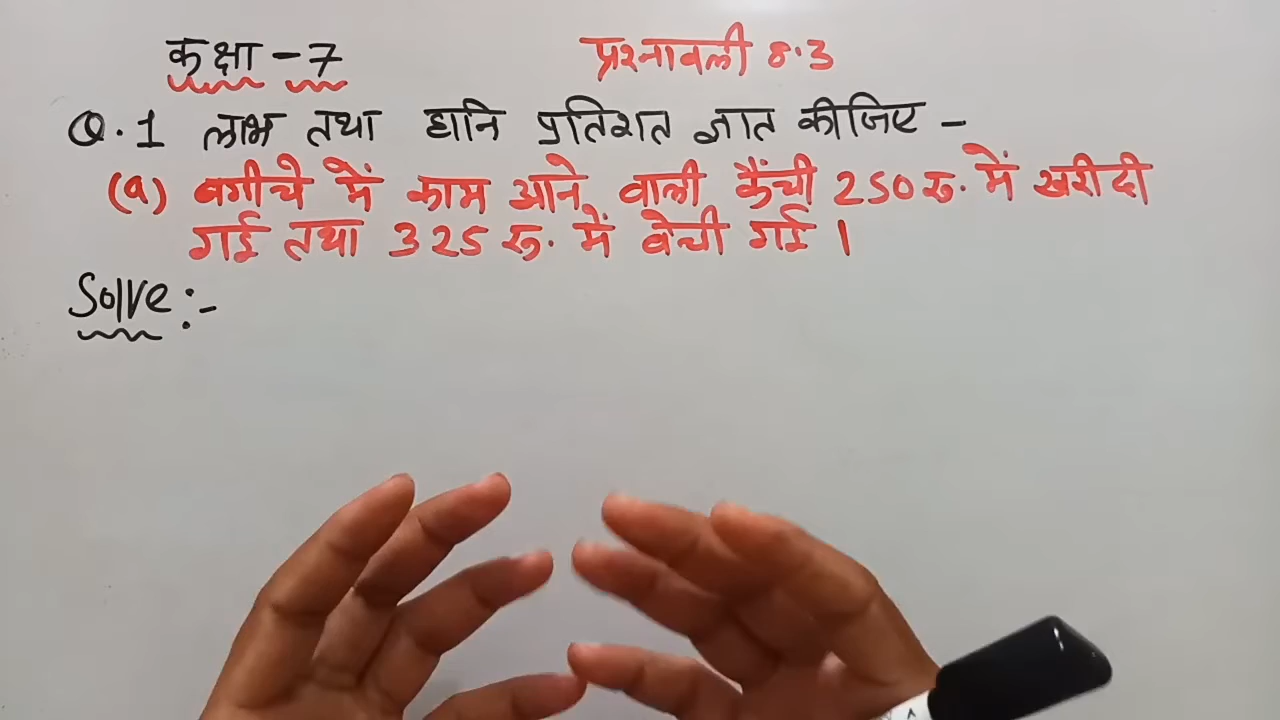 कक्षा - 7 प्रश्नावली 8.3
Q.1 लाभ तथा हानि प्रतिशत ज्ञात कीजिए -
(a) बगीचे में काम आने वाली कैंची 250 रु. में खरीदी
गई तथा 325 रु. में बेची गई ।
Solve :-